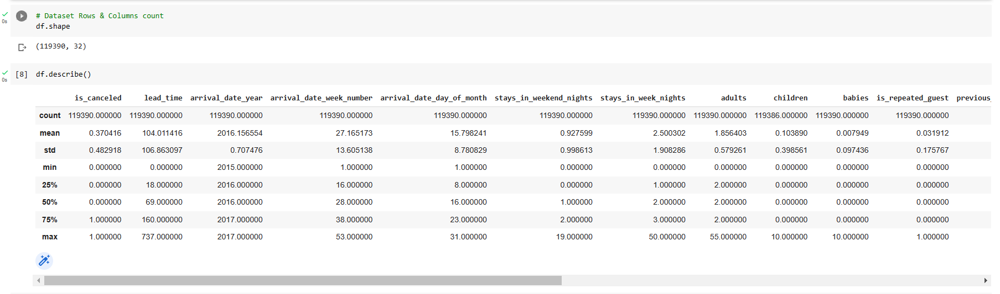 0s
# Dataset Rows & Columns count
df.shape
(119390, 32)
0s
[8] df.describe()
is_canceled lead_time arrival_date_year arrival_date_week_number arrival_date_day_of_month stays_in_weekend_nights stays_in_week_nights adults children babies is_repeated_guest previous_
count 119390.000000 119390.000000 119390.000000 119390.000000 119390.000000 119390.000000 119390.000000 119390.000000 119386.000000 119390.000000 119390.000000
mean 0.370416 104.011416 2016.156554 27.165173 15.798241 0.927599 2.500302 1.856403 0.103890 0.007949 0.031912
std 0.482918 106.863097 0.707476 13.605138 8.780829 0.998613 1.908286 0.579261 0.398561 0.097436 0.175767
min 0.000000 0.000000 2015.000000 1.000000 1.000000 0.000000 0.000000 0.000000 0.000000 0.000000 0.000000
25% 0.000000 18.000000 2016.000000 16.000000 8.000000 0.000000 1.000000 2.000000 0.000000 0.000000 0.000000
50% 0.000000 69.000000 2016.000000 28.000000 16.000000 1.000000 2.000000 2.000000 0.000000 0.000000 0.000000
75% 1.000000 160.000000 2017.000000 38.000000 23.000000 2.000000 3.000000 2.000000 0.000000 0.000000 0.000000
max 1.000000 737.000000 2017.000000 53.000000 31.000000 19.000000 50.000000 55.000000 10.000000 10.000000 1.000000